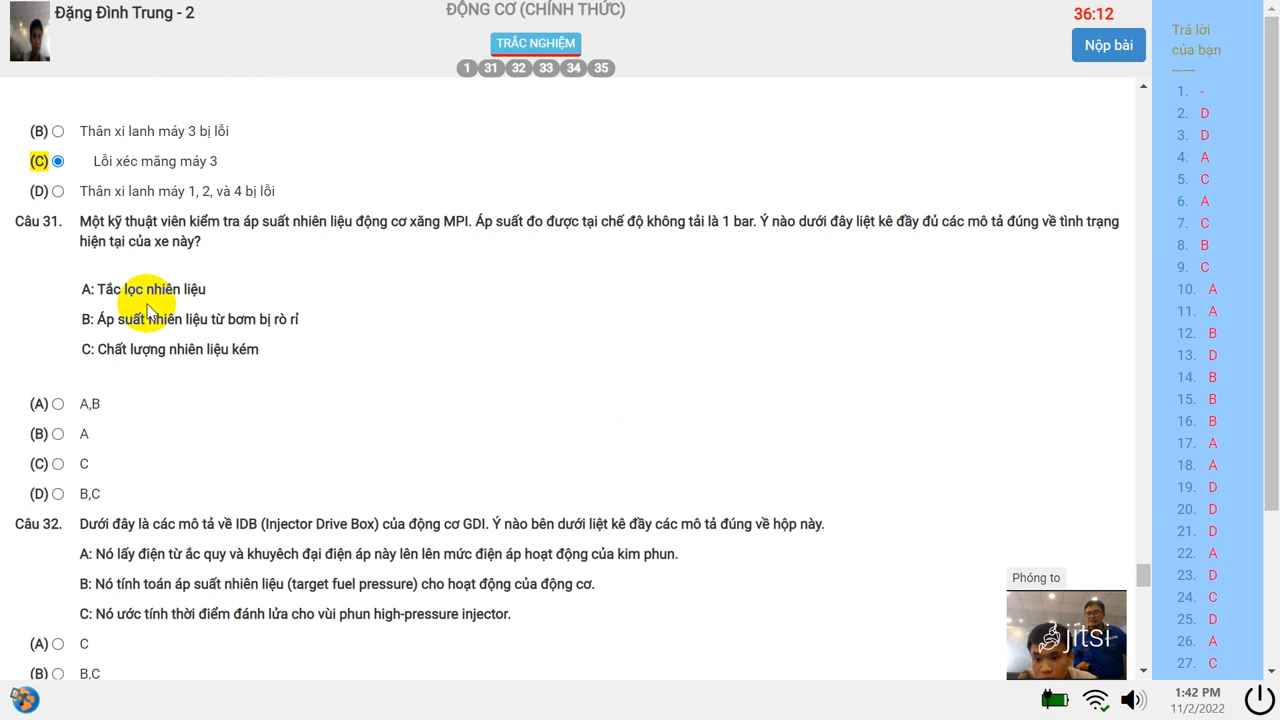 Đặng Đình Trung - 2
ĐỘNG CƠ (CHÍNH THỨC)
36:12
TRẮC NGHIỆM
Nộp bài
1 31 32 33 34 35
(B) Thân xi lanh máy 3 bị lỗi
(C) Lỗi xéc măng máy 3
(D) Thân xi lanh máy 1, 2, và 4 bị lỗi
Câu 31. Một kỹ thuật viên kiểm tra áp suất nhiên liệu động cơ xăng MPI. Áp suất đo được tại chế độ không tải là 1 bar. Ý nào dưới đây liệt kê đầy đủ các mô tả đúng về tình trạng
hiện tại của xe này?
A: Tắc lọc nhiên liệu
B: Áp suất nhiên liệu từ bơm bị rò rỉ
C: Chất lượng nhiên liệu kém
(A) A,B
(B) A
(C) C
(D) B,C
Câu 32. Dưới đây là các mô tả về IDB (Injector Drive Box) của động cơ GDI. Ý nào bên dưới liệt kê đầy các mô tả đúng về hộp này.
A: Nó lấy điện từ ắc quy và khuyêch đại điện áp này lên lên mức điện áp hoạt động của kim phun.
B: Nó tính toán áp suất nhiên liệu (target fuel pressure) cho hoạt động của động cơ.
C: Nó ước tính thời điểm đánh lửa cho vùi phun high-pressure injector.
(A) C
(B) B,C
Phóng to
jitsi
Trả lời
của bạn
------
1. -
2. D
3. D
4. A
5. C
6. A
7. C
8. B
9. C
10. A
11. A
12. B
13. D
14. B
15. B
16. B
17. A
18. A
19. D
20. D
21. D
22. A
23. D
24. C
25. D
26. A
27. C
1:42 PM
11/2/2022